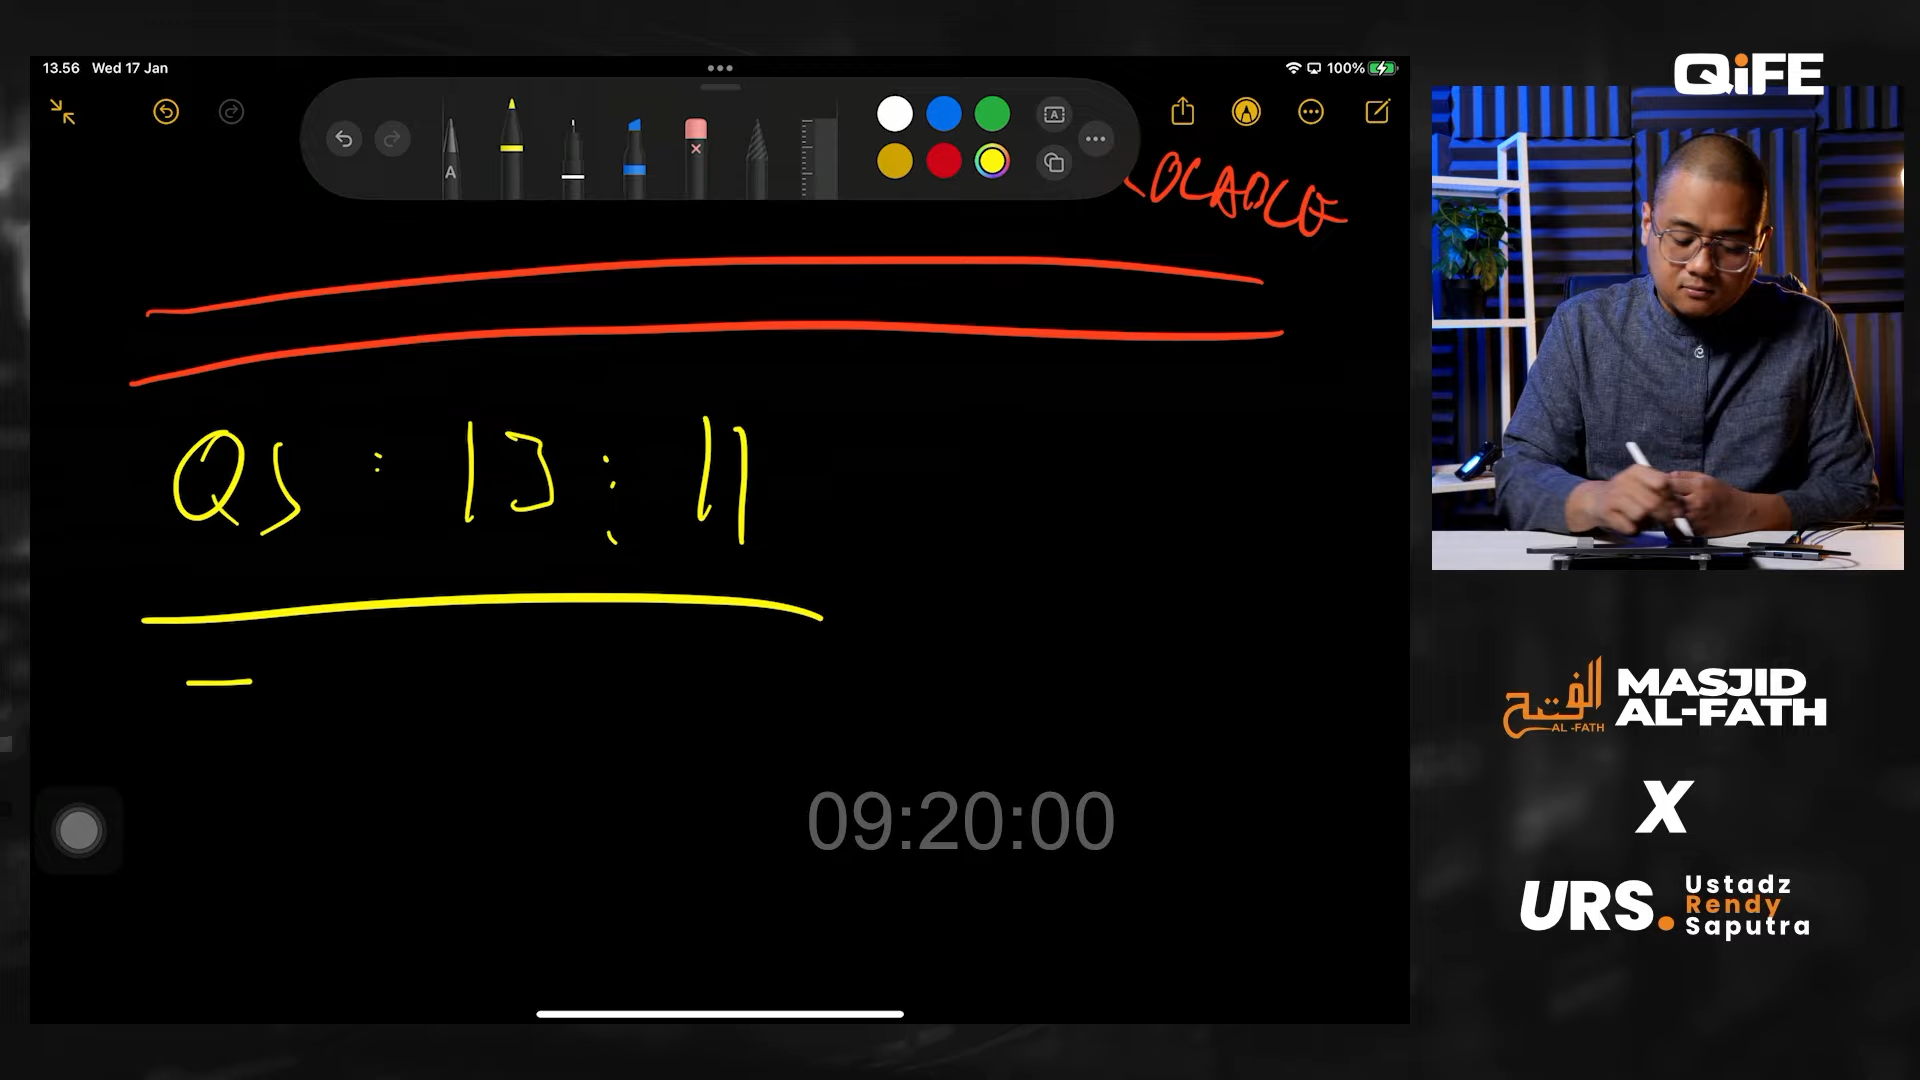 QiFE
13.56 Wed 17 Jan
100%
A
A
QS : 13 : 11
09:20:00
الفتح
AL -FATH
MASJID
AL-FATH
X
URS.
Ustadz
Rendy
Saputra